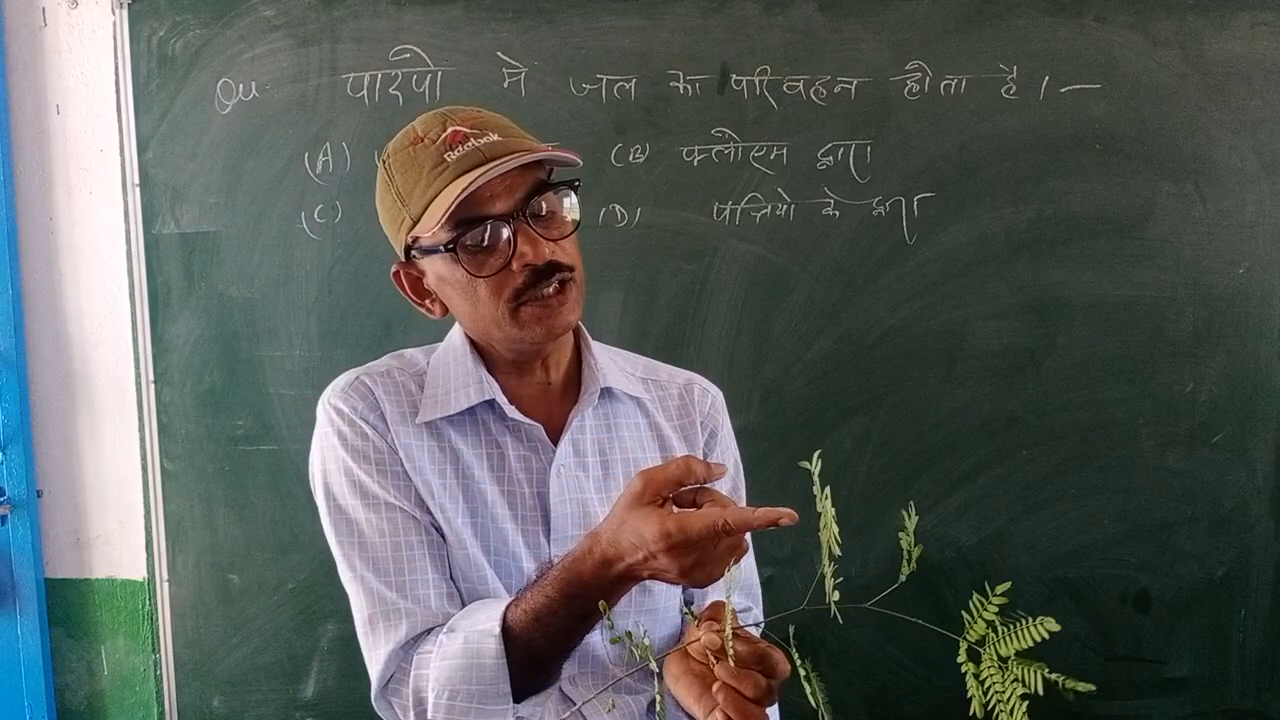 Qu. पादपो मे जल का परिवहन होता है।—
(A) (B) फ्लोएम द्वारा
(C) (D) पत्तियो के द्वारा
Reebok